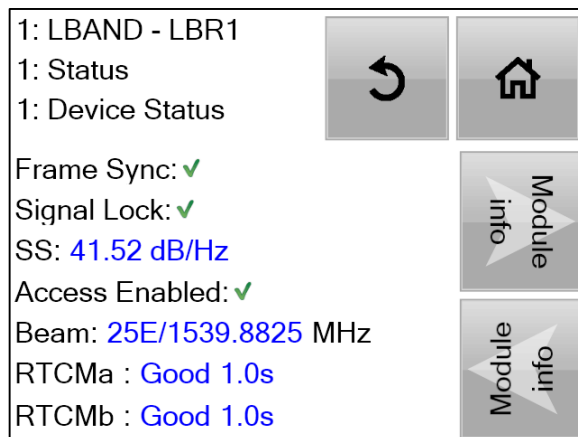 1: LBAND - LBR1
1: Status
1: Device Status
Frame Sync:
Signal Lock:
SS: 41.52 dB/Hz
Access Enabled:
Beam: 25E/1539.8825 MHz
RTCMa : Good 1.0s
RTCMb : Good 1.0s
Module
info
Module
info